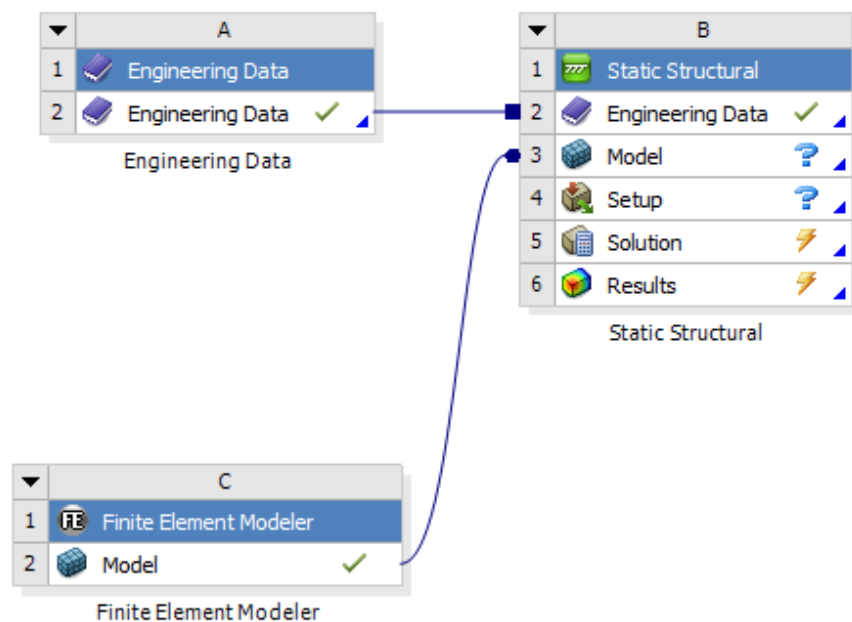 A
1 Engineering Data
2 Engineering Data
Engineering Data
B
1 Static Structural
2 Engineering Data
3 Model ?
4 Setup ?
5 Solution
6 Results
Static Structural
C
1 FE Finite Element Modeler
2 Model
Finite Element Modeler